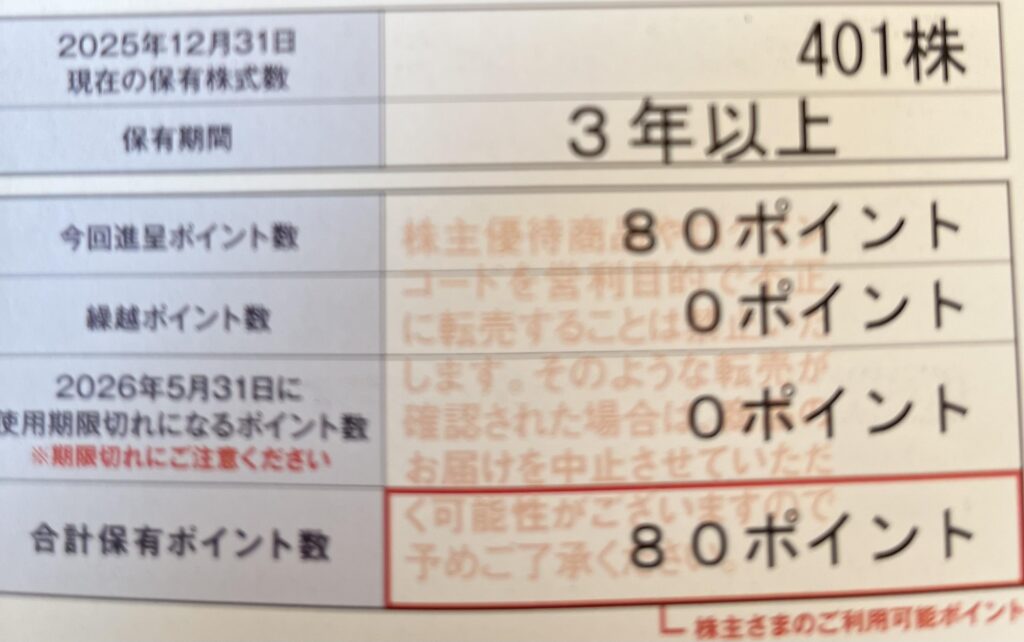 2025年12月31日
現在の保有株式数
401株
保有期間
3年以上
今回進呈ポイント数
80ポイント
繰越ポイント数
0ポイント
2026年5月31日に
使用期限切れになるポイント数
※期限切れにご注意ください
0ポイント
合計保有ポイント数
80ポイント
株主優待商品
コードを営利目的で不正
に転売することは禁止いた
します。そのような転売が
確認された場合は
お届けを中止させていただ
く可能性がございますので
予めご了承ください。
株主さまのご利用可能ポイント